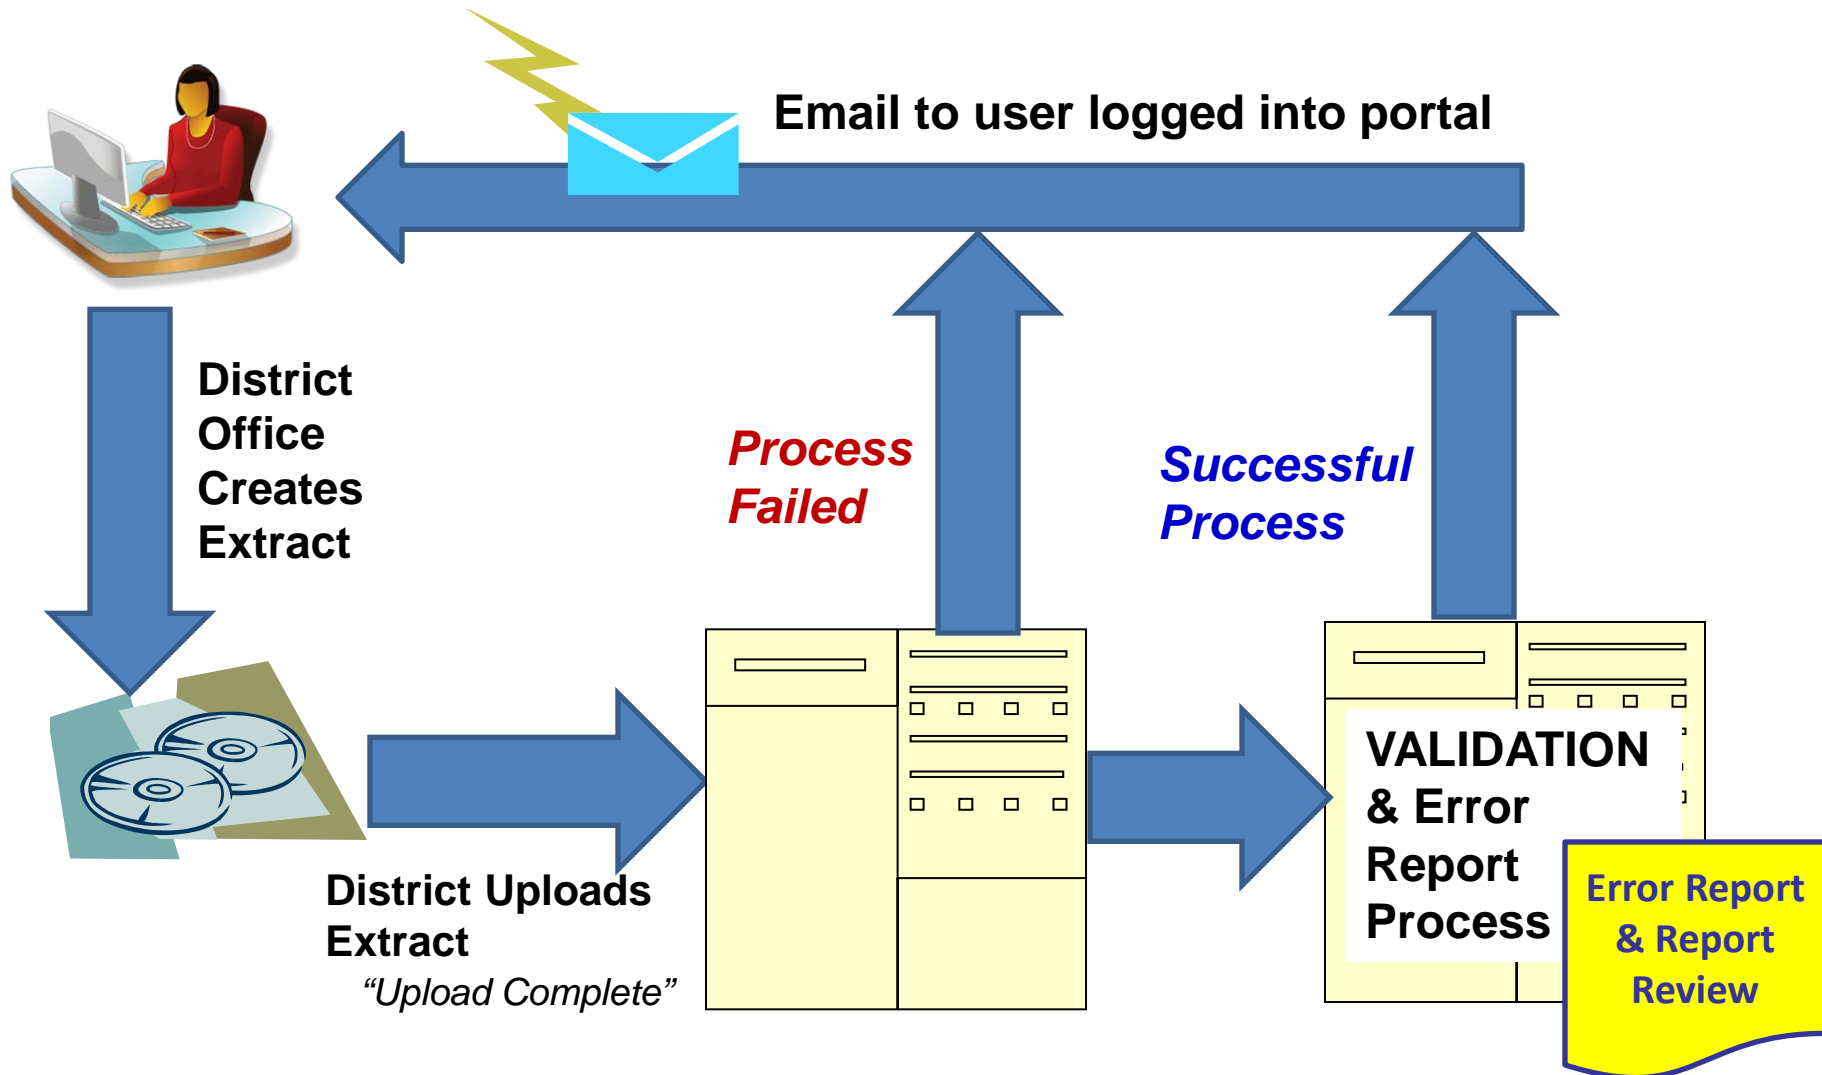 Email to user logged into portal
District
Office
Creates
Extract
Process
Failed
Successful
Process
District Uploads
Extract
“Upload Complete”
VALIDATION
& Error
Report
Process
Error Report
& Report
Review